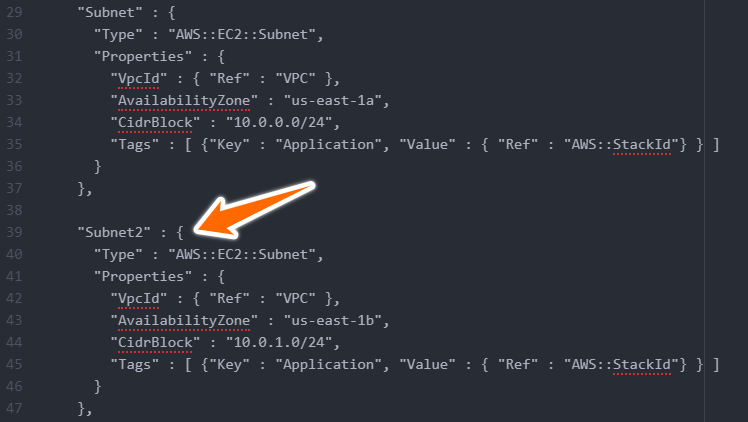 29 "Subnet" : {
30 "Type" : "AWS::EC2::Subnet",
31 "Properties" : {
32 "VpcId" : { "Ref" : "VPC" },
33 "AvailabilityZone" : "us-east-1a",
34 "CidrBlock" : "10.0.0.0/24",
35 "Tags" : [ {"Key" : "Application", "Value" : { "Ref" : "AWS::StackId"} } ]
36 }
37 },
38
39 "Subnet2" : {
40 "Type" : "AWS::EC2::Subnet",
41 "Properties" : {
42 "VpcId" : { "Ref" : "VPC" },
43 "AvailabilityZone" : "us-east-1b",
44 "CidrBlock" : "10.0.1.0/24",
45 "Tags" : [ {"Key" : "Application", "Value" : { "Ref" : "AWS::StackId"} } ]
46 }
47 },